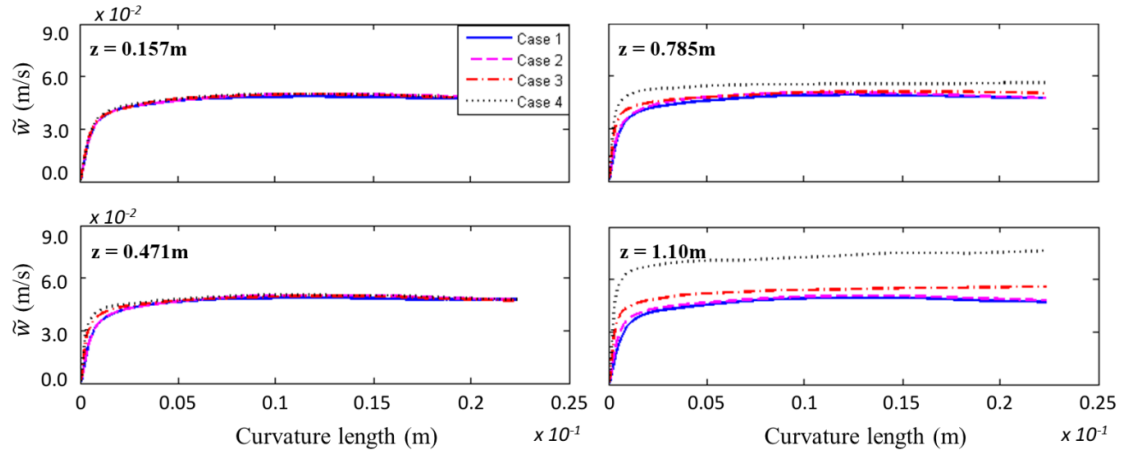 x 10⁻²
9.0
6.0
3.0
0.0
w̃ (m/s)
z = 0.157m
Case 1
Case 2
Case 3
Case 4
z = 0.785m
x 10⁻²
9.0
6.0
3.0
0.0
w̃ (m/s)
z = 0.471m
z = 1.10m
0 0.05 0.1 0.15 0.2 0.25
Curvature length (m) x 10⁻¹
0 0.05 0.1 0.15 0.2 0.25
Curvature length (m) x 10⁻¹